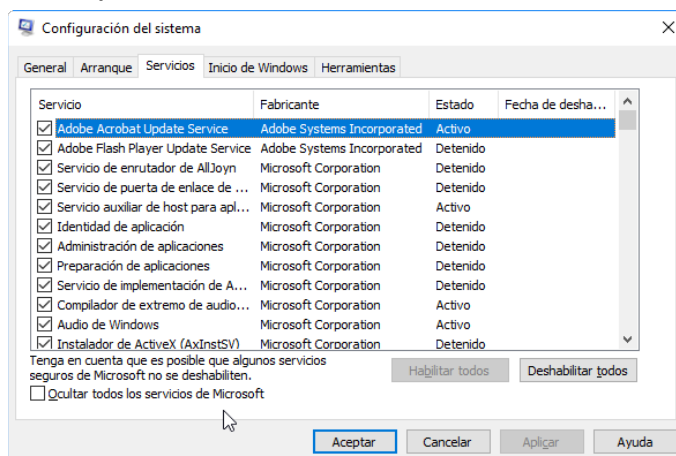 Configuración del sistema
General Arranque Servicios Inicio de Windows Herramientas
Servicio Fabricante Estado Fecha de desha...
Adobe Acrobat Update Service Adobe Systems Incorporated Activo
Adobe Flash Player Update Service Adobe Systems Incorporated Detenido
Servicio de enrutador de AllJoyn Microsoft Corporation Detenido
Servicio de puerta de enlace de ... Microsoft Corporation Detenido
Servicio auxiliar de host para apl... Microsoft Corporation Activo
Identidad de aplicación Microsoft Corporation Detenido
Administración de aplicaciones Microsoft Corporation Detenido
Preparación de aplicaciones Microsoft Corporation Detenido
Servicio de implementación de A... Microsoft Corporation Detenido
Compilador de extremo de audio... Microsoft Corporation Activo
Audio de Windows Microsoft Corporation Activo
Instalador de ActiveX (AxInstSV) Microsoft Corporation Detenido
Tenga en cuenta que es posible que algunos servicios
seguros de Microsoft no se deshabiliten.
Habilitar todos Deshabilitar todos
Ocultar todos los servicios de Microsoft
Aceptar Cancelar Aplicar Ayuda